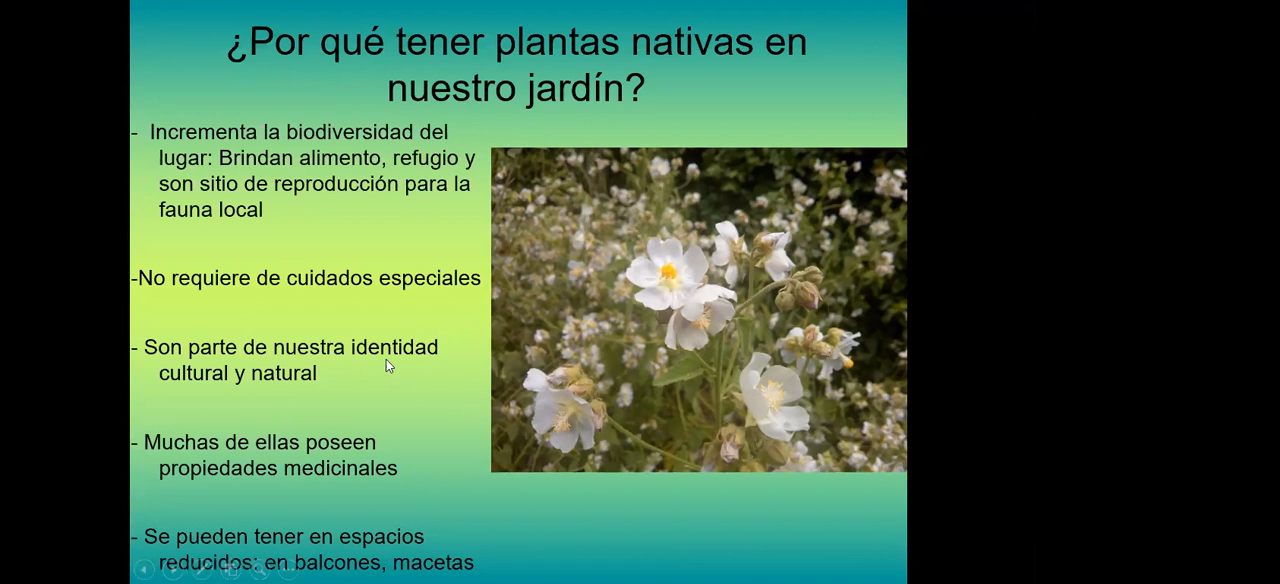 ¿Por qué tener plantas nativas en
nuestro jardín?
- Incrementa la biodiversidad del
lugar: Brindan alimento, refugio y
son sitio de reproducción para la
fauna local
-No requiere de cuidados especiales
- Son parte de nuestra identidad
cultural y natural
- Muchas de ellas poseen
propiedades medicinales
- Se pueden tener en espacios
reducidos: en balcones, macetas